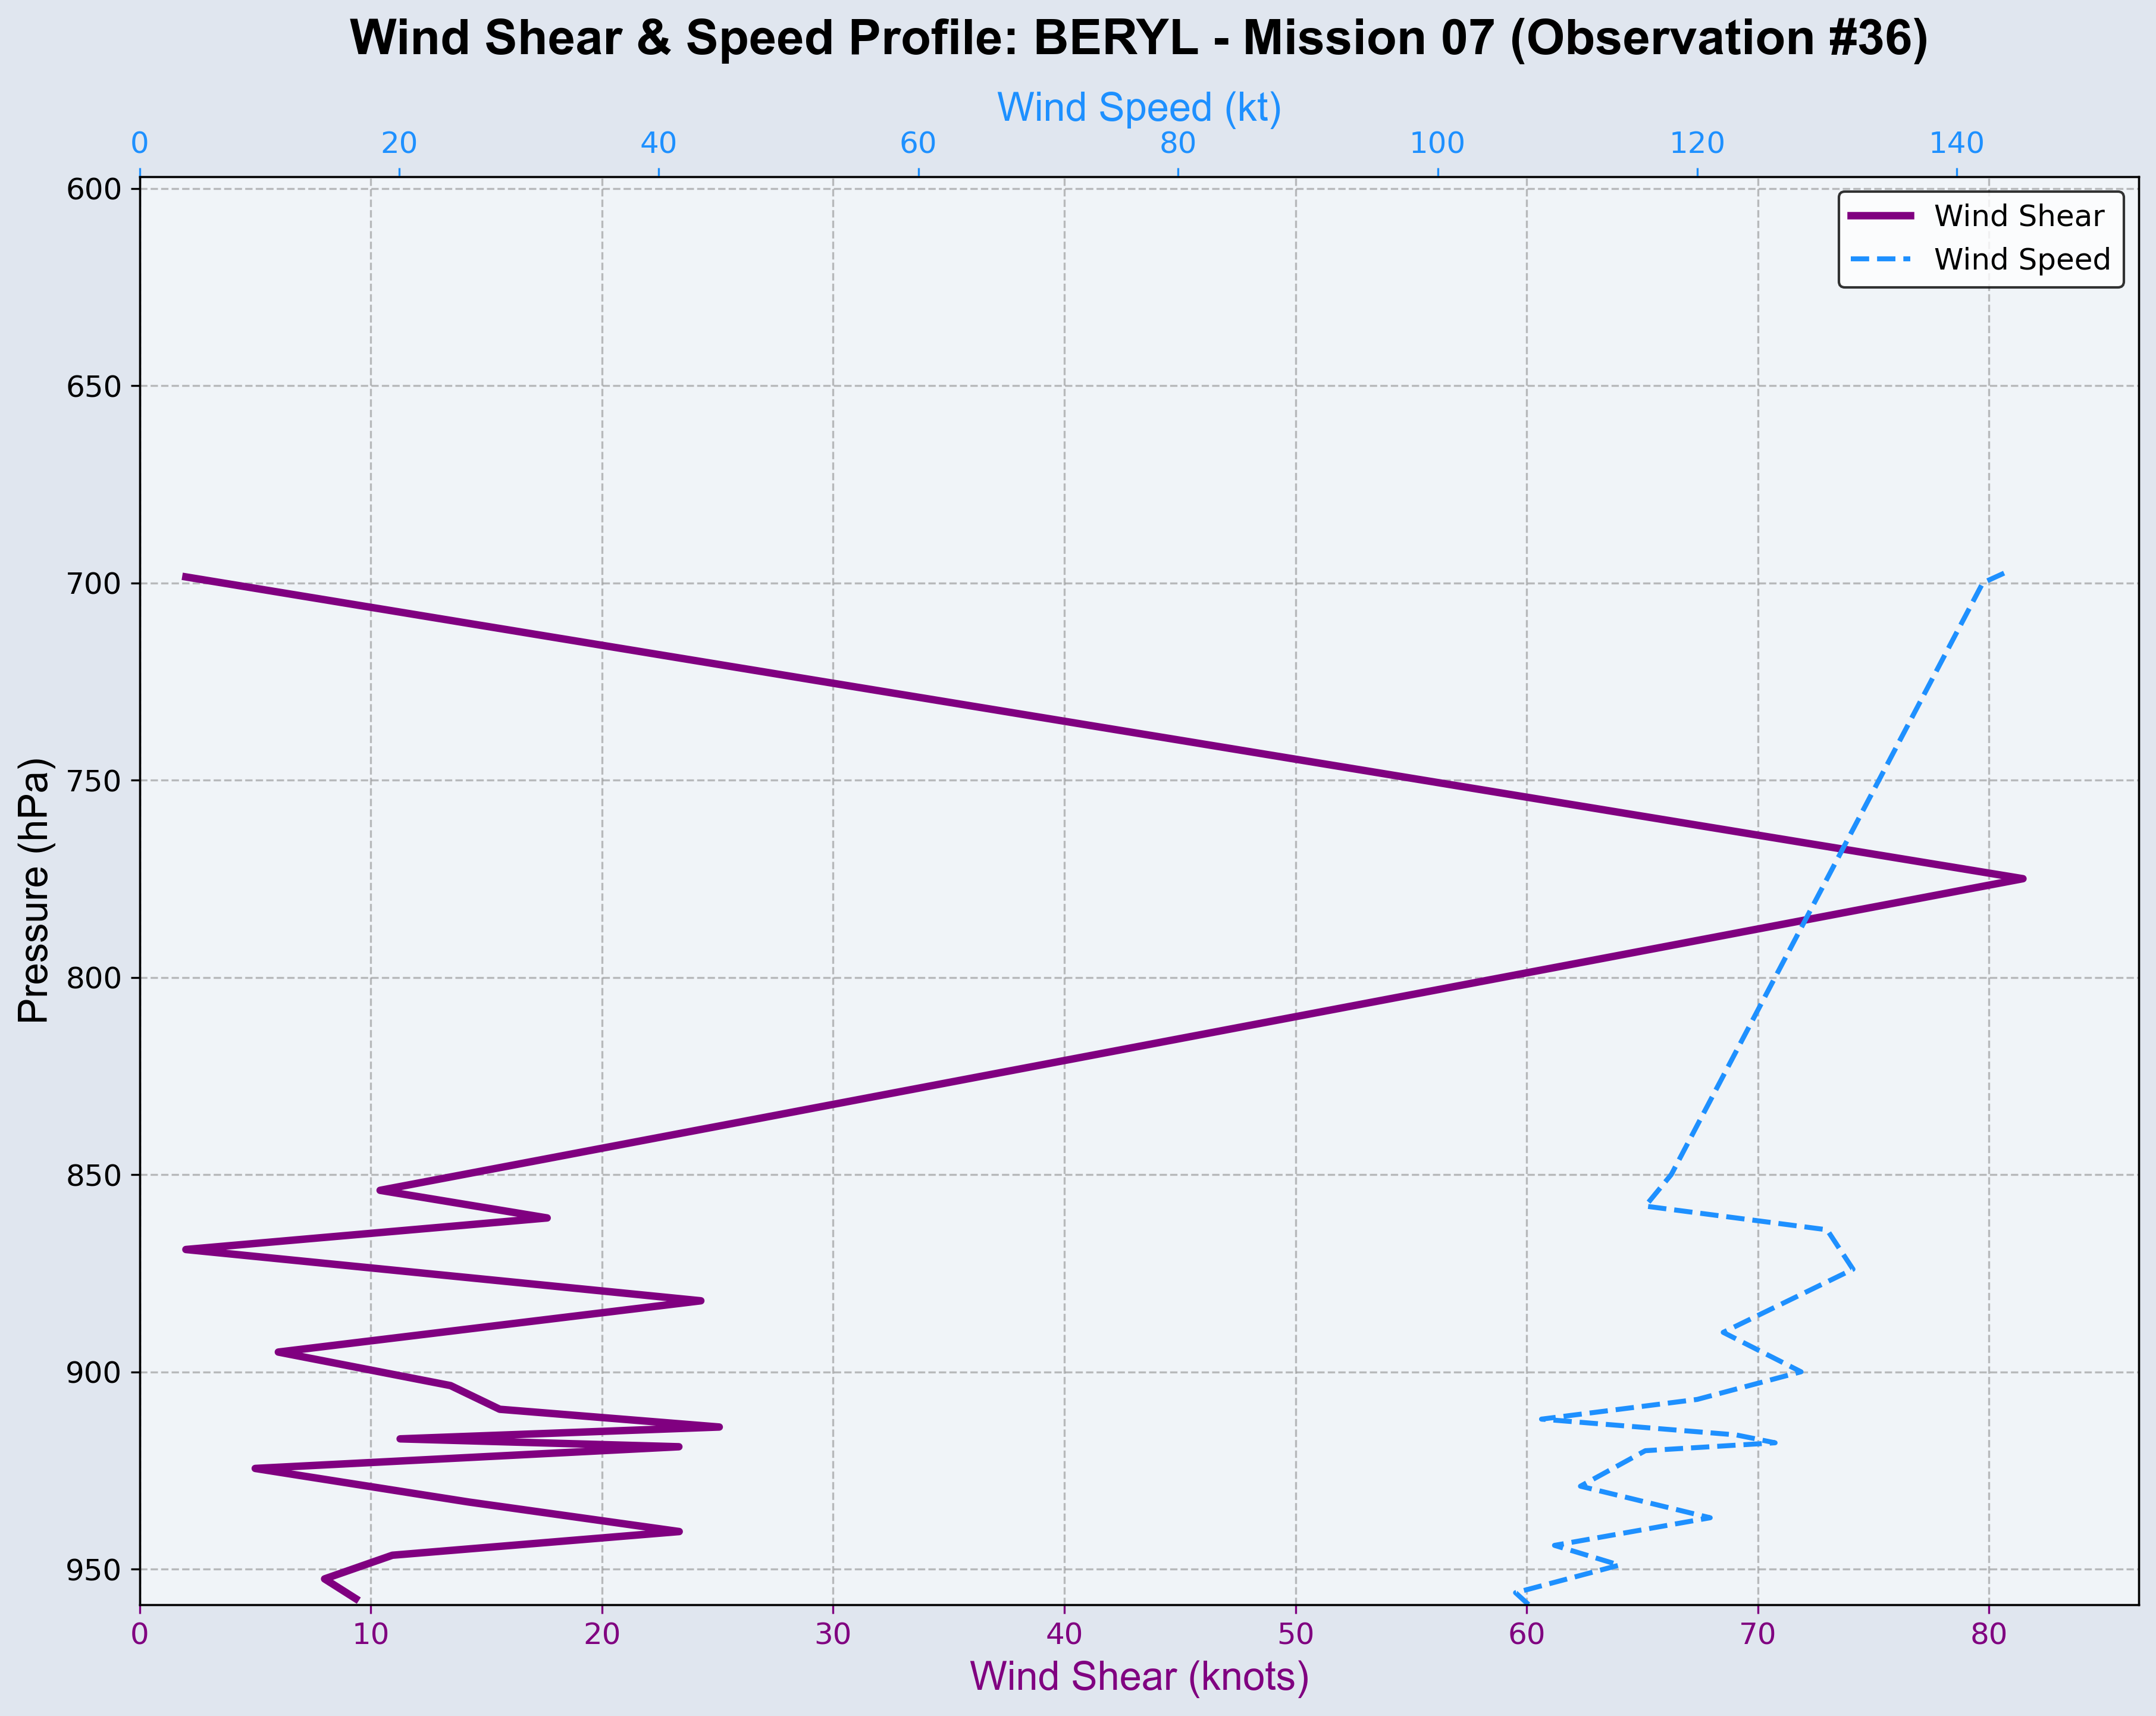 Wind Shear & Speed Profile: BERYL - Mission 07 (Observation #36)
Wind Speed (kt)
0 20 40 60 80 100 120 140
Wind Shear
Wind Speed
600
650
700
750
800
850
900
950
Pressure (hPa)
0 10 20 30 40 50 60 70 80
Wind Shear (knots)